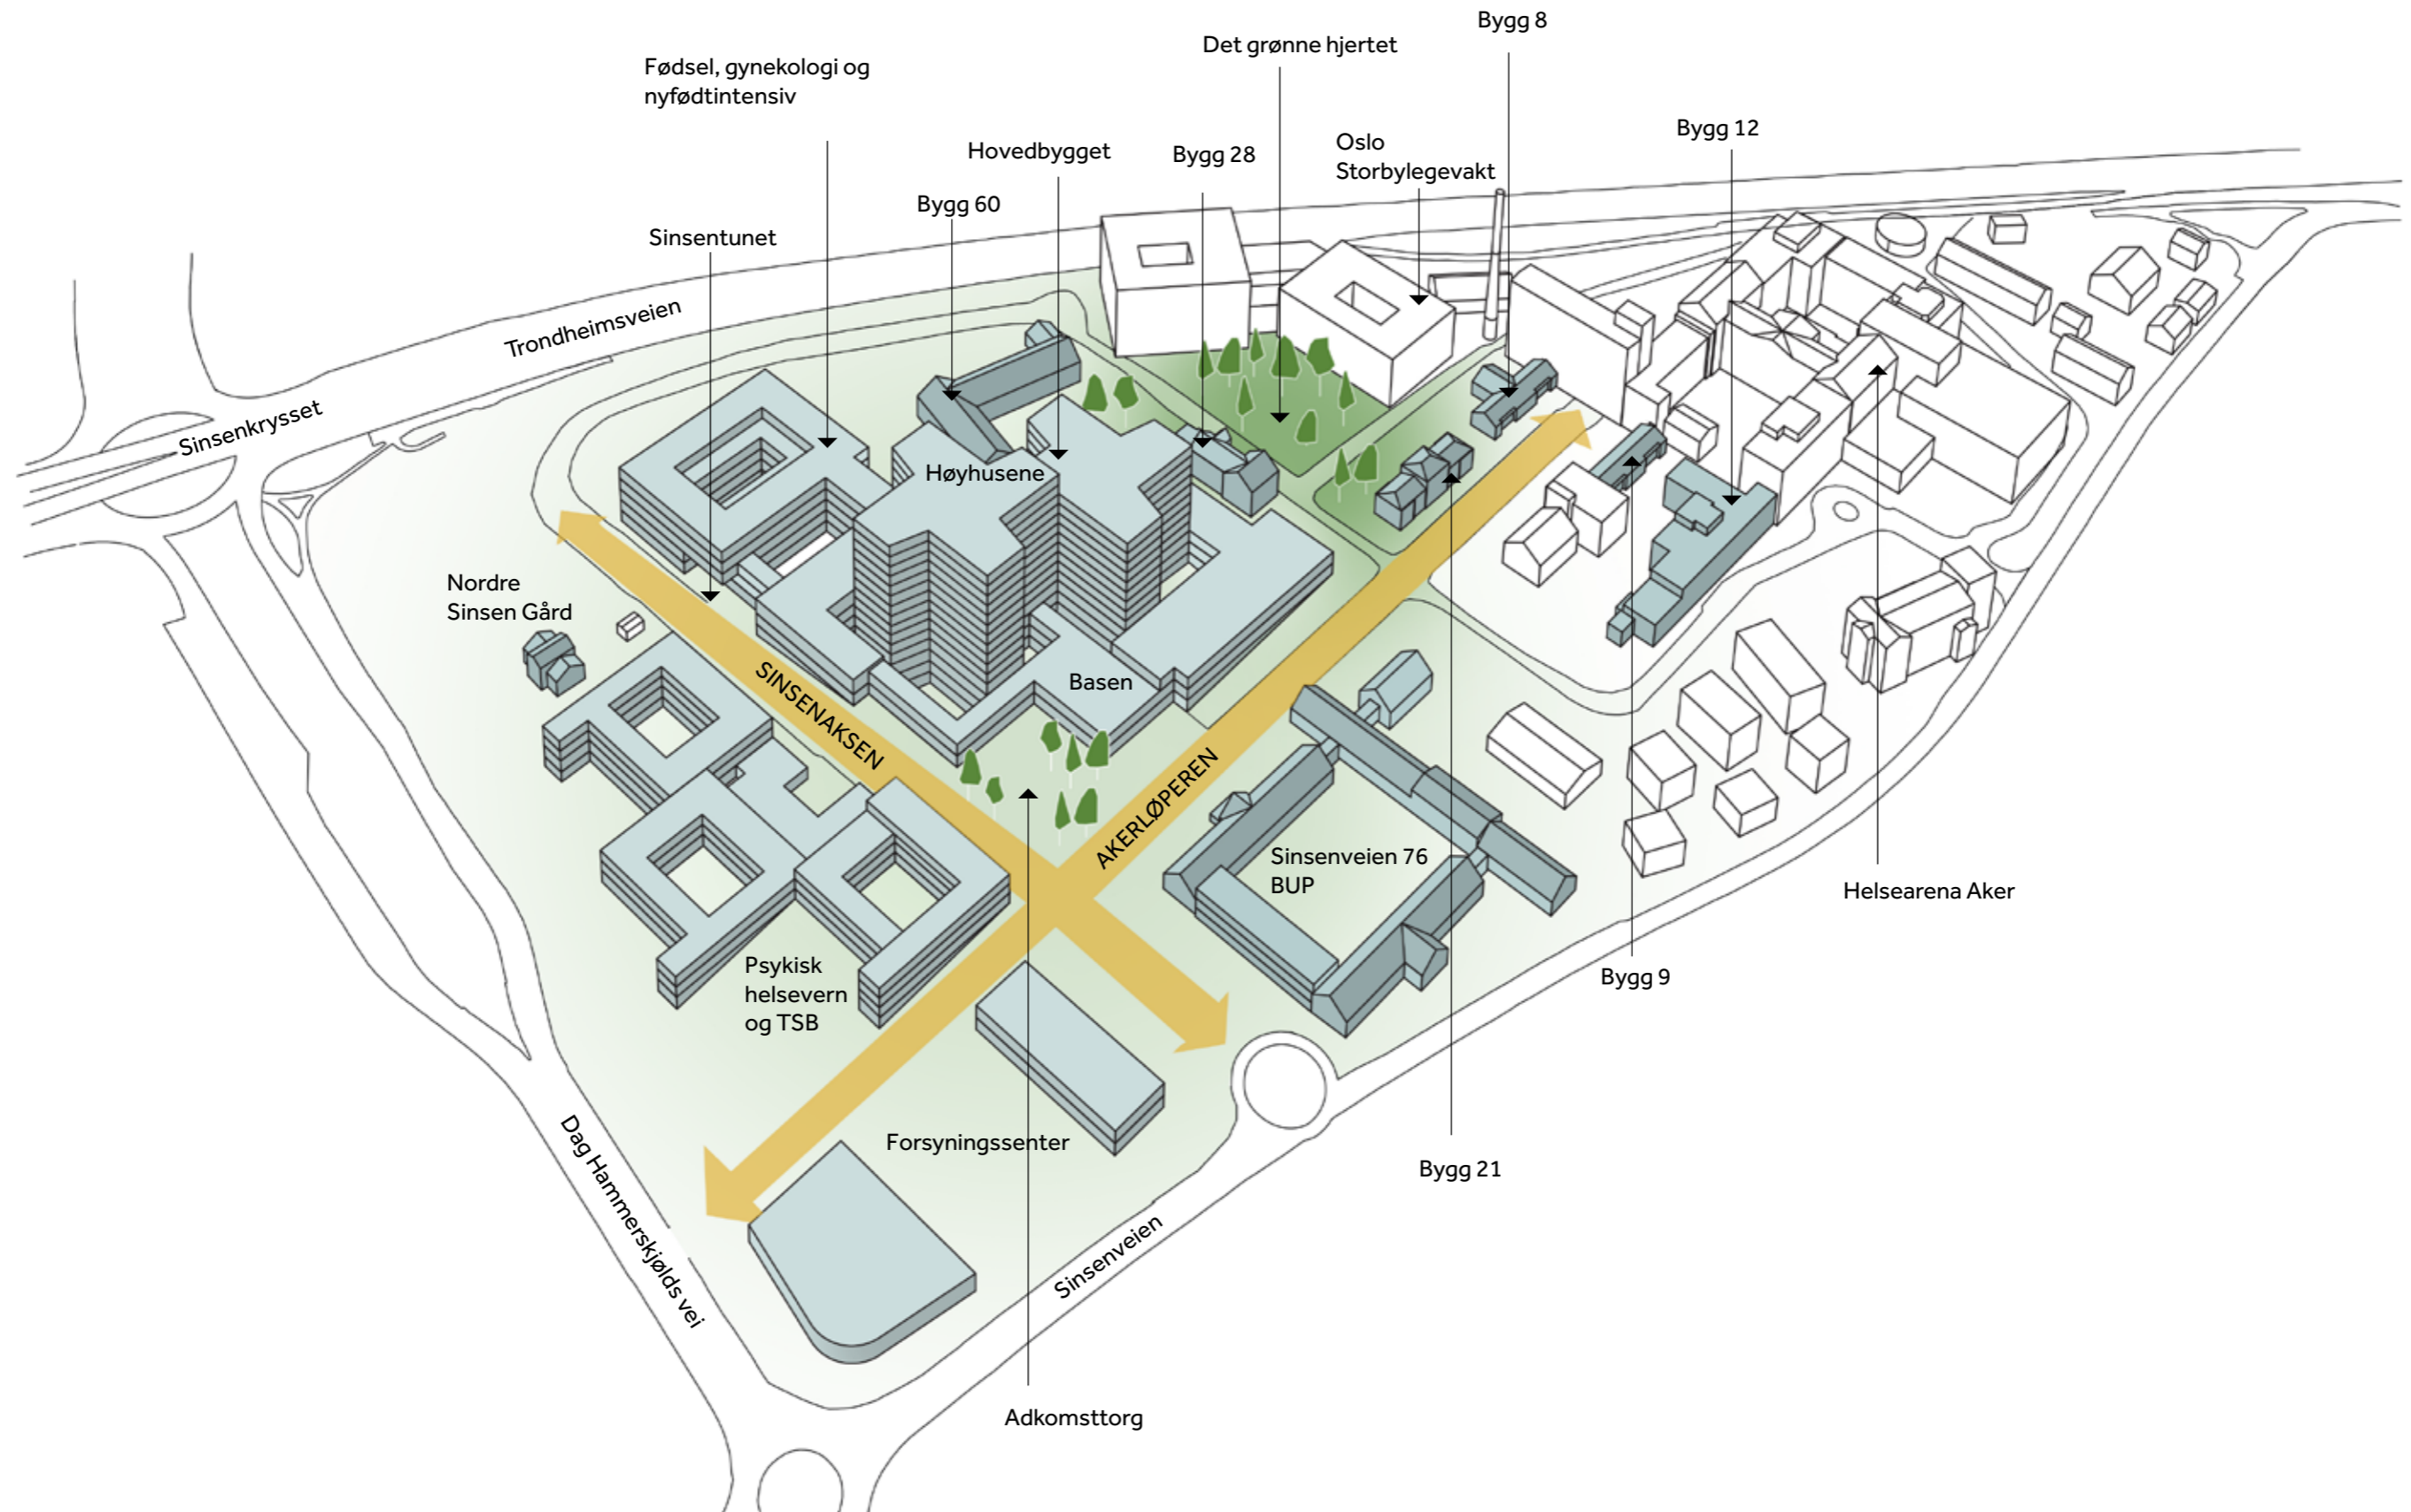 Bygg 8
Det grønne hjertet
Fødsel, gynekologi og
nyfødtintensiv
Bygg 12
Oslo
Storbylegevakt
Hovedbygget
Bygg 28
Bygg 60
Sinsentunet
Trondheimsveien
Sinsenkrysset
Høyhusene
Nordre
Sinsen Gård
SINSENAKSEN
Basen
AKERLØPEREN
Sinsenveien 76
BUP
Helsearena Aker
Psykisk
helsevern
og TSB
Bygg 9
Forsyningssenter
Bygg 21
Dag Hammerskjølds vei
Sinsenveien
Adkomsttorg